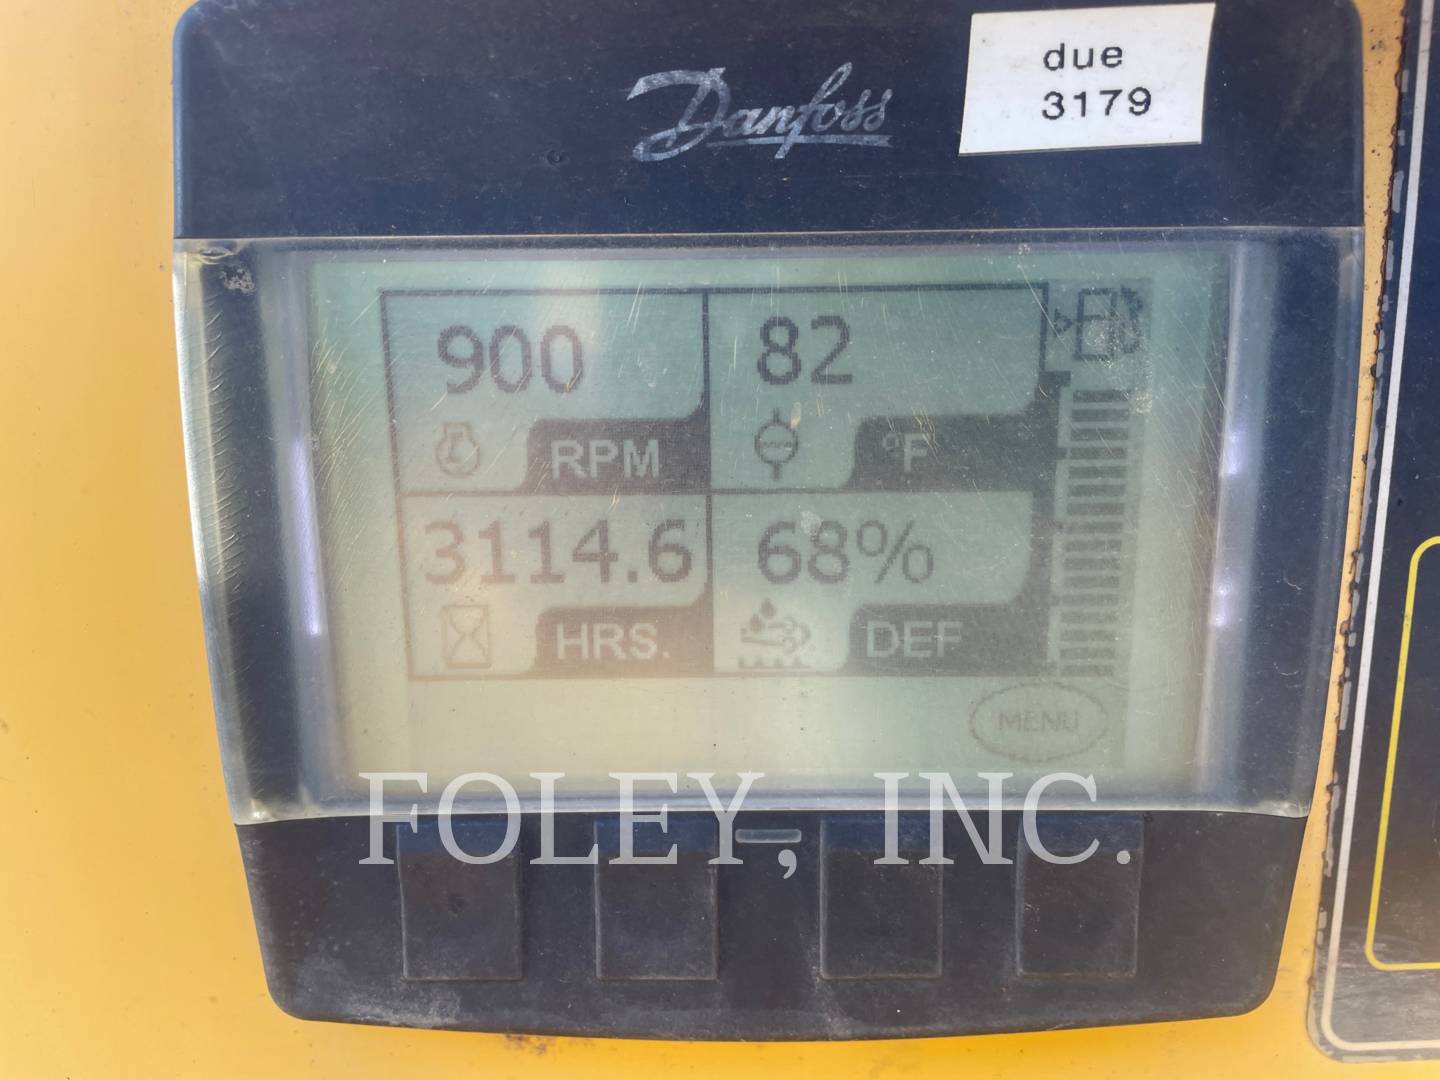 Danfoss
due
3179
900
RPM
82
°F
3114.6
HRS.
68%
DEF
MENU
FOLEY, INC.